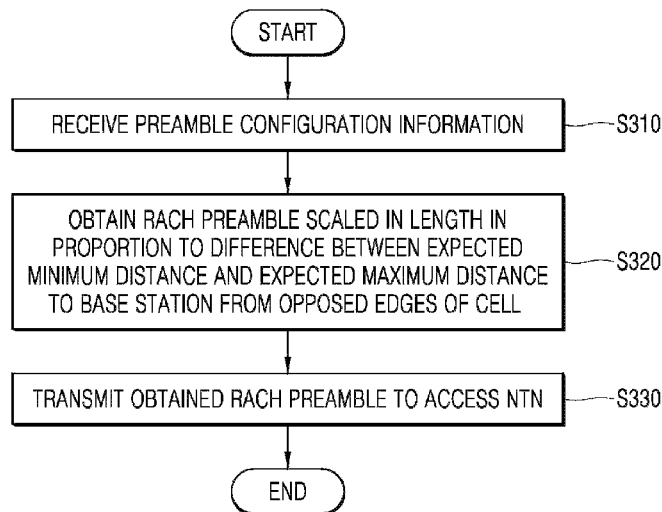 START
RECEIVE PREAMBLE CONFIGURATION INFORMATION
S310
OBTAIN RACH PREAMBLE SCALED IN LENGTH IN
PROPORTION TO DIFFERENCE BETWEEN EXPECTED
MINIMUM DISTANCE AND EXPECTED MAXIMUM DISTANCE
TO BASE STATION FROM OPPOSED EDGES OF CELL
S320
TRANSMIT OBTAINED RACH PREAMBLE TO ACCESS NTN
S330
END